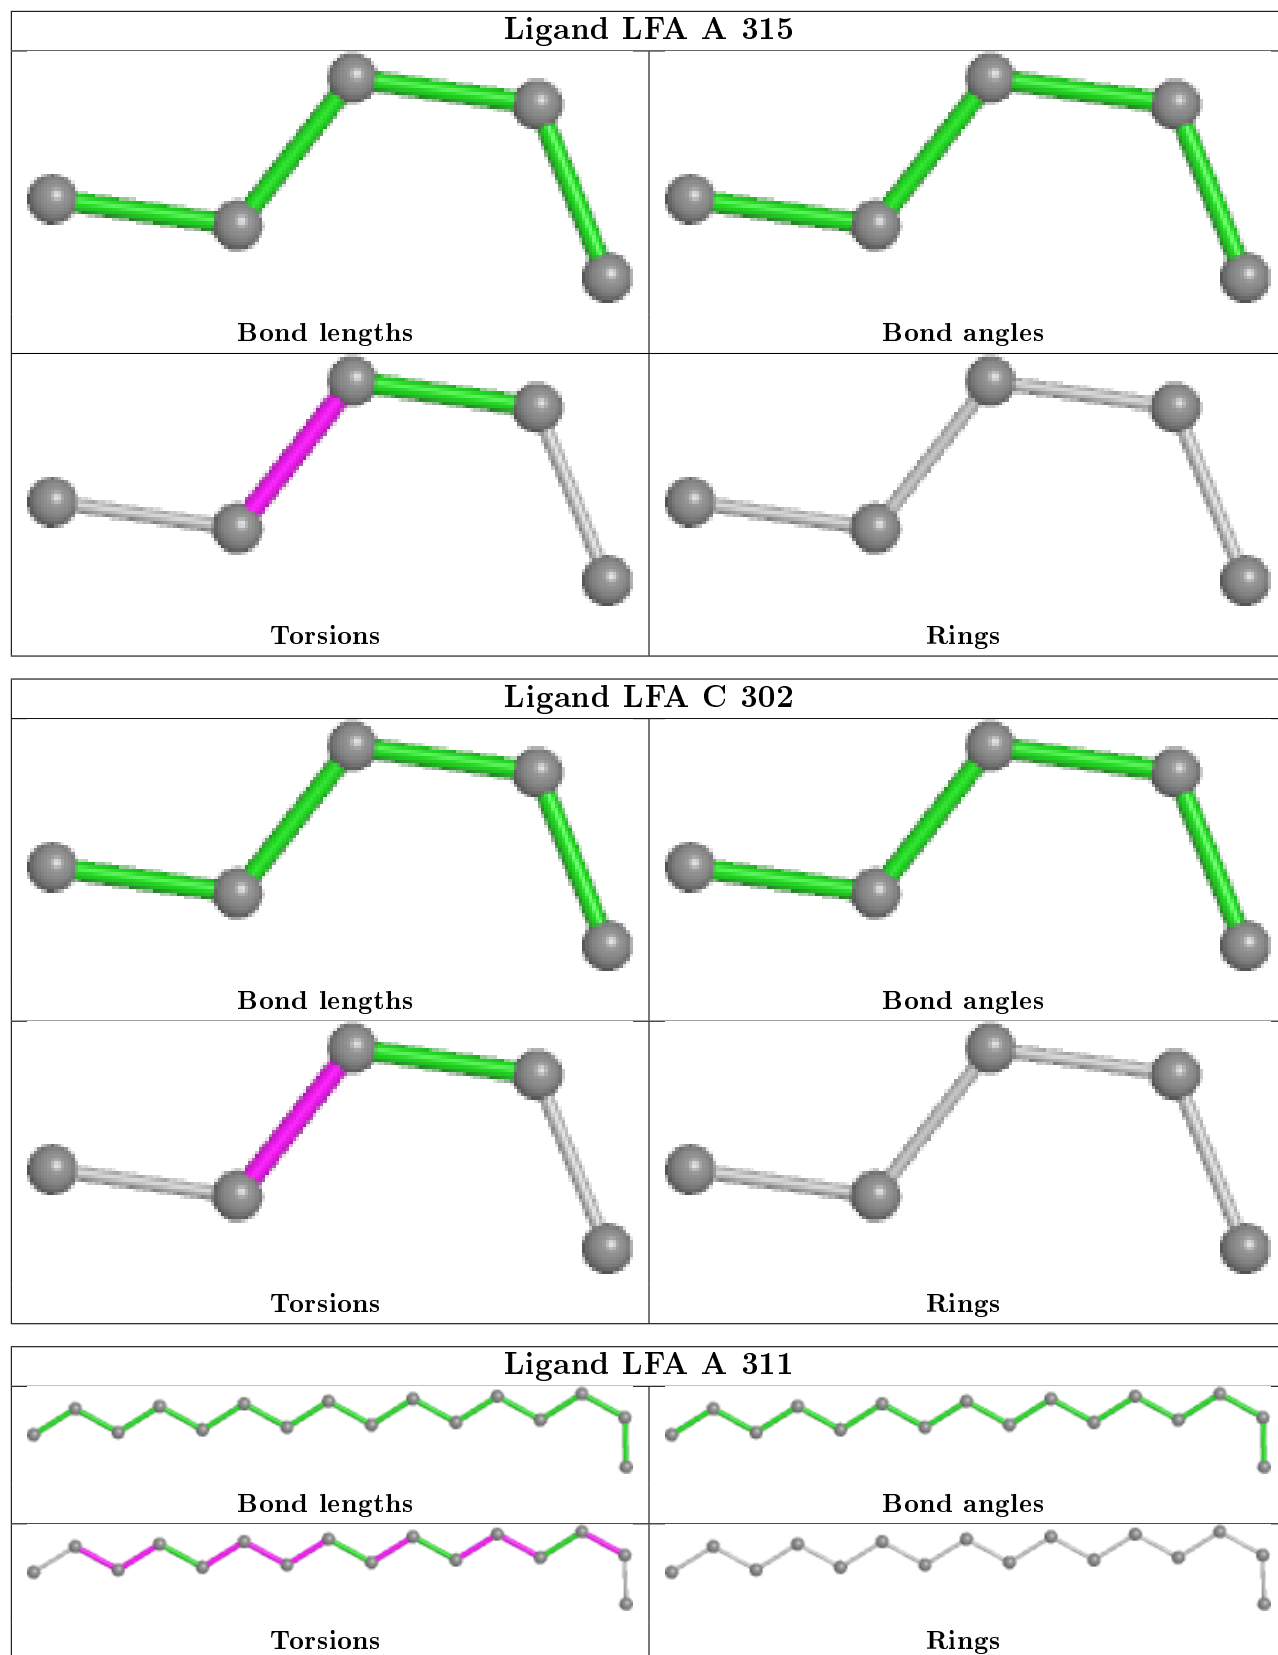 Ligand LFA A 315
Bond lengths
Bond angles
Torsions
Rings
Ligand LFA C 302
Bond lengths
Bond angles
Torsions
Rings
Ligand LFA A 311
Bond lengths
Bond angles
Torsions
Rings